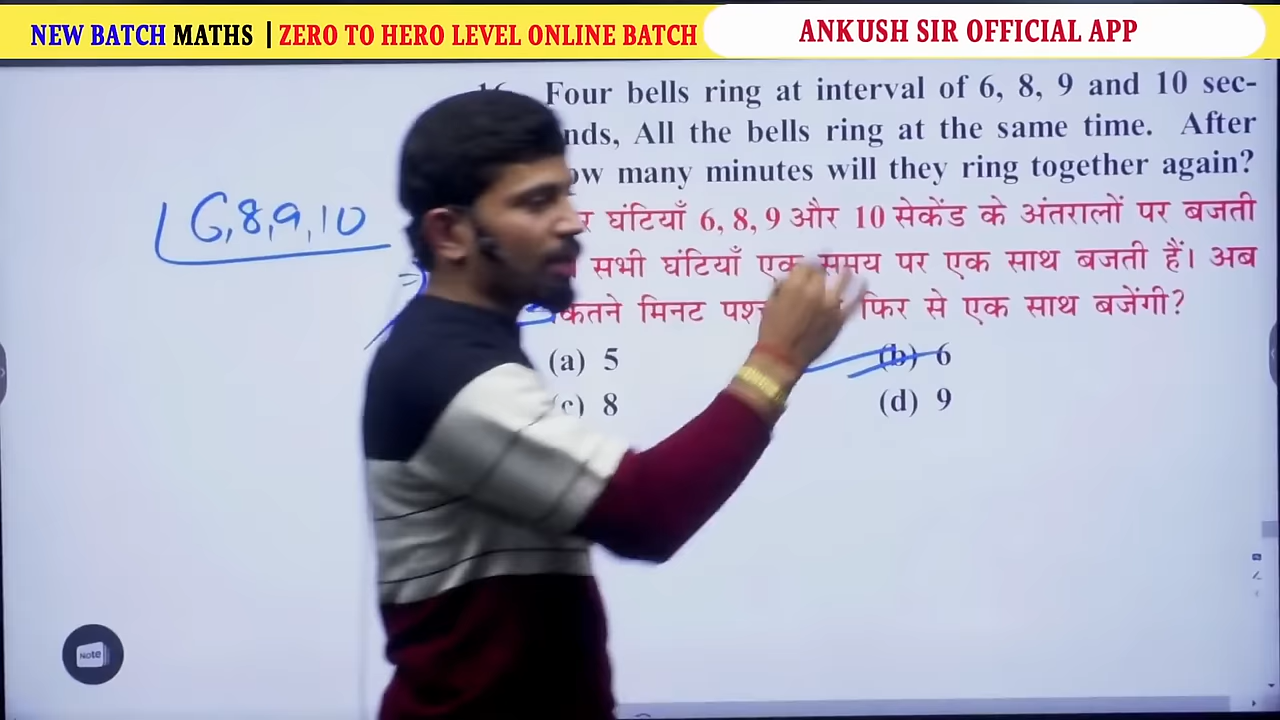 NEW BATCH MATHS | ZERO TO HERO LEVEL ONLINE BATCH
ANKUSH SIR OFFICIAL APP
Four bells ring at interval of 6, 8, 9 and 10 sec-
nds, All the bells ring at the same time. After
ow many minutes will they ring together again?
6,8,9,10
घंटियाँ 6, 8, 9 और 10 सेकेंड के अंतरालों पर बजती
सभी घंटियाँ एक समय पर एक साथ बजती हैं। अब
कितने मिनट फिर से एक साथ बजेंगी?
(a) 5 (b) 6
(c) 8 (d) 9
Note